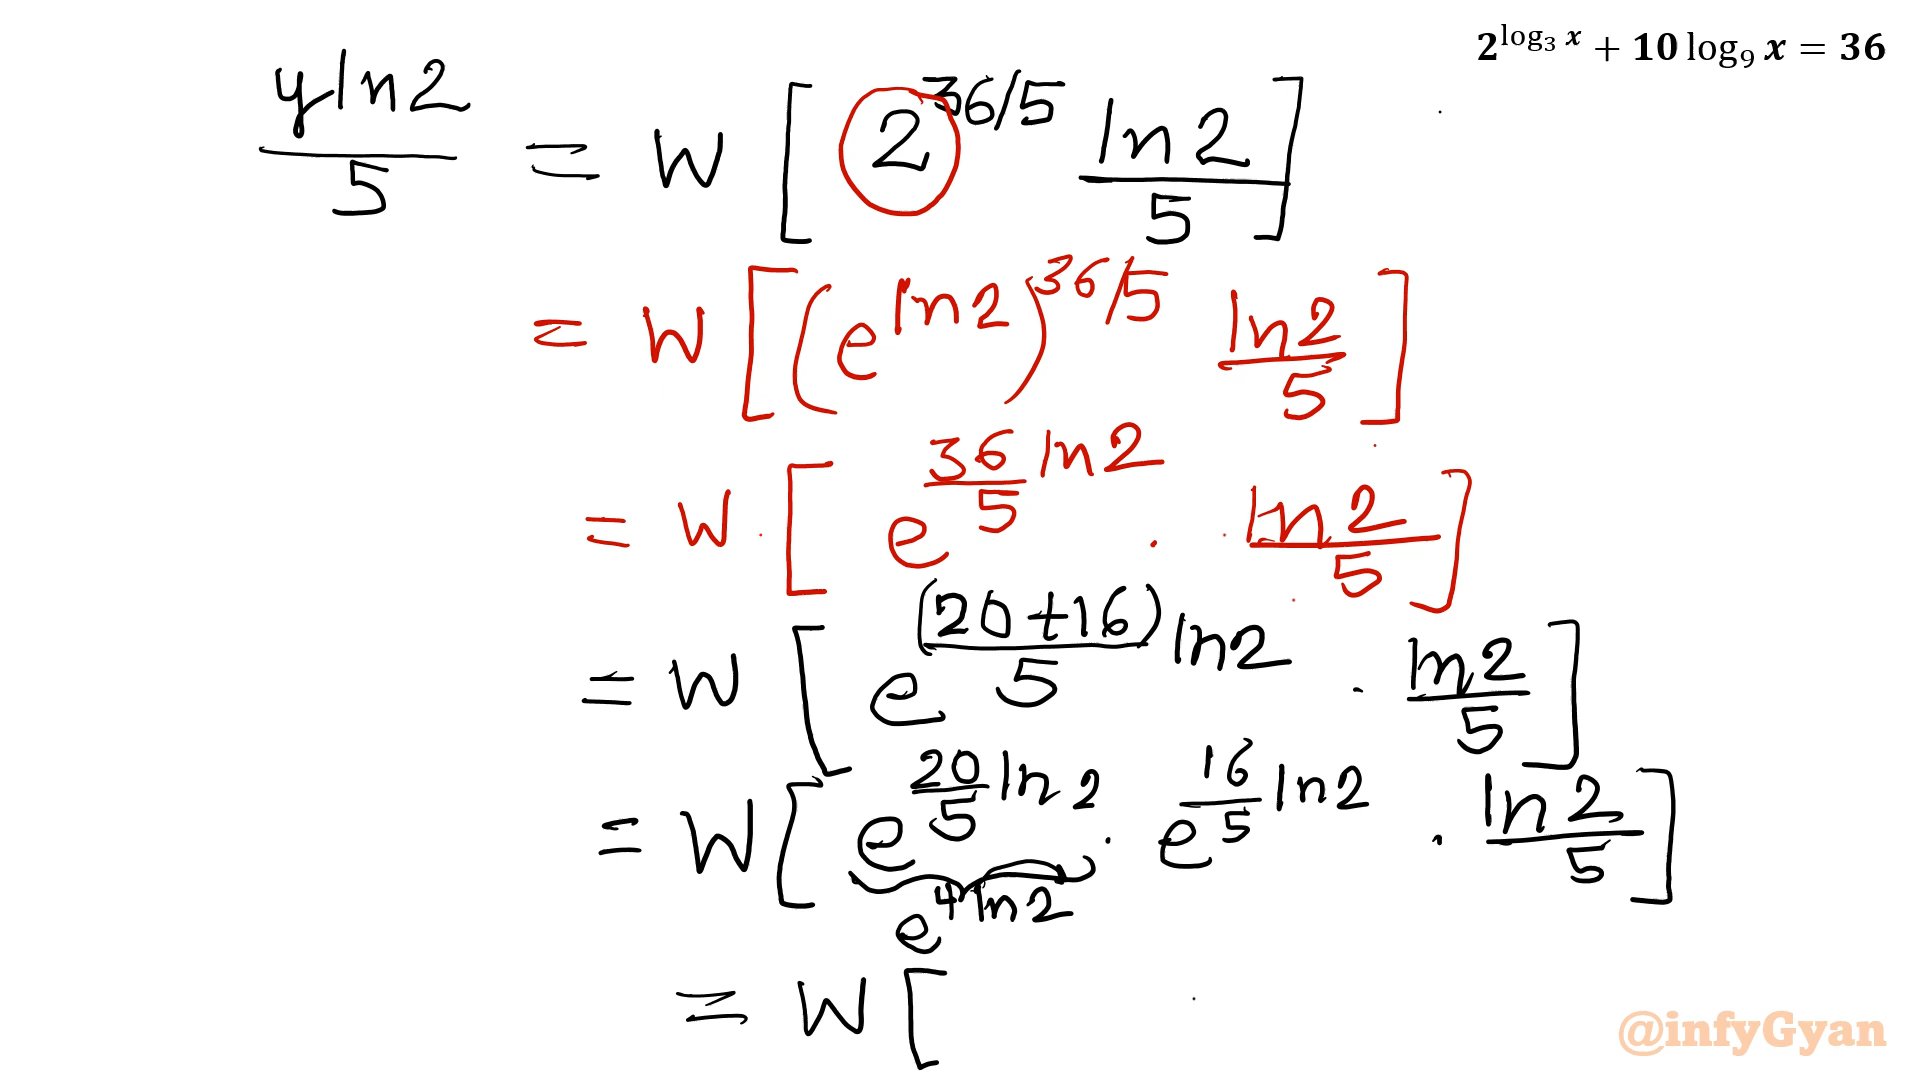 2^{log₃ x} + 10 log₉ x = 36
y ln2 / 5 = W [ 2^{36/5} ln2/5 ]
= W [ (e^{ln2})^{36/5} ln2/5 ]
= W [ e^{36/5 ln2} · ln2/5 ]
= W [ e^{(20+16)/5 ln2} · ln2/5 ]
= W [ e^{20/5 ln2} · e^{16/5 ln2} · ln2/5 ]
e^{4 ln2}
= W [
@infyGyan